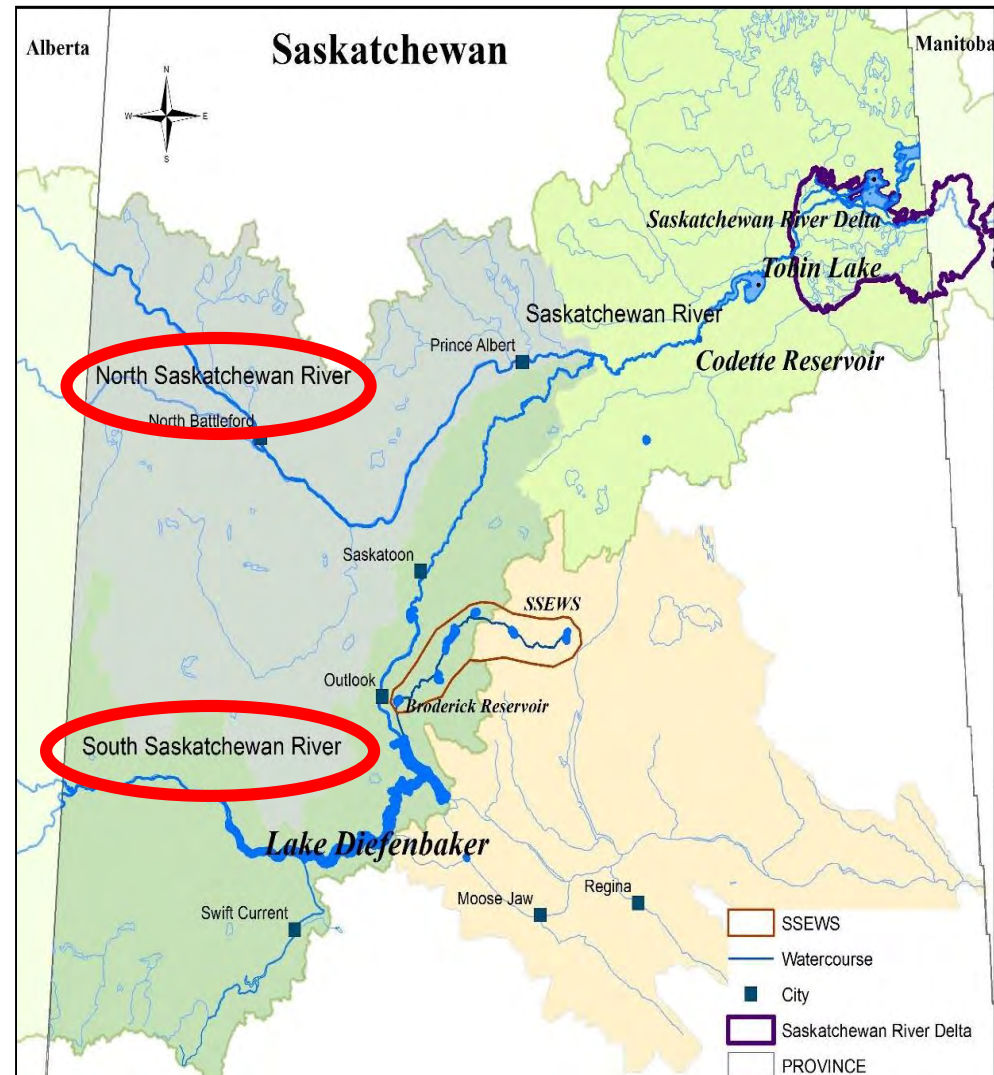 Alberta
Saskatchewan
Manitoba
N
W
E
S
Saskatchewan River Delta
Tobin Lake
Saskatchewan River
Prince Albert
Codette Reservoir
North Saskatchewan River
North Battleford
Saskatoon
SSEWS
Outlook
Broderick Reservoir
South Saskatchewan River
Lake Diefenbaker
Swift Current
Moose Jaw
Regina
SSEWS
Watercourse
City
Saskatchewan River Delta
PROVINCE